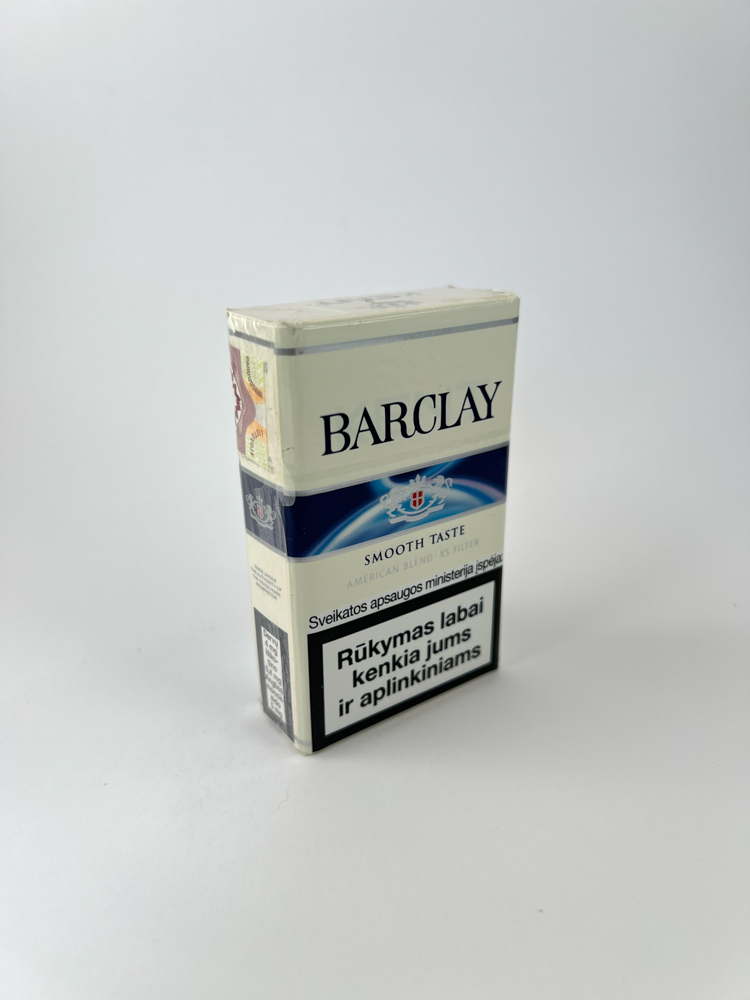 BARCLAY
SMOOTH TASTE
AMERICAN BLEND · XS FILTER
Sveikatos apsaugos ministerija įspėja:
Rūkymas labai
kenkia jums
ir aplinkiniams